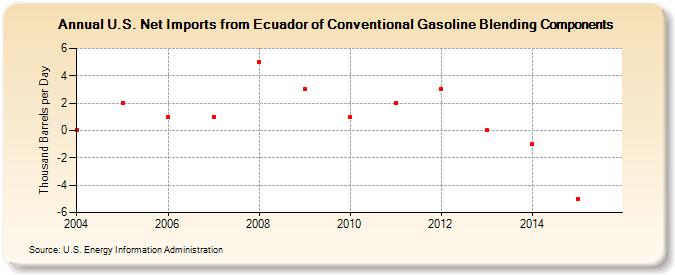 Annual U.S. Net Imports from Ecuador of Conventional Gasoline Blending Components
Thousand Barrels per Day
6
4
2
0
-2
-4
-6
2004 2006 2008 2010 2012 2014
Source: U.S. Energy Information Administration